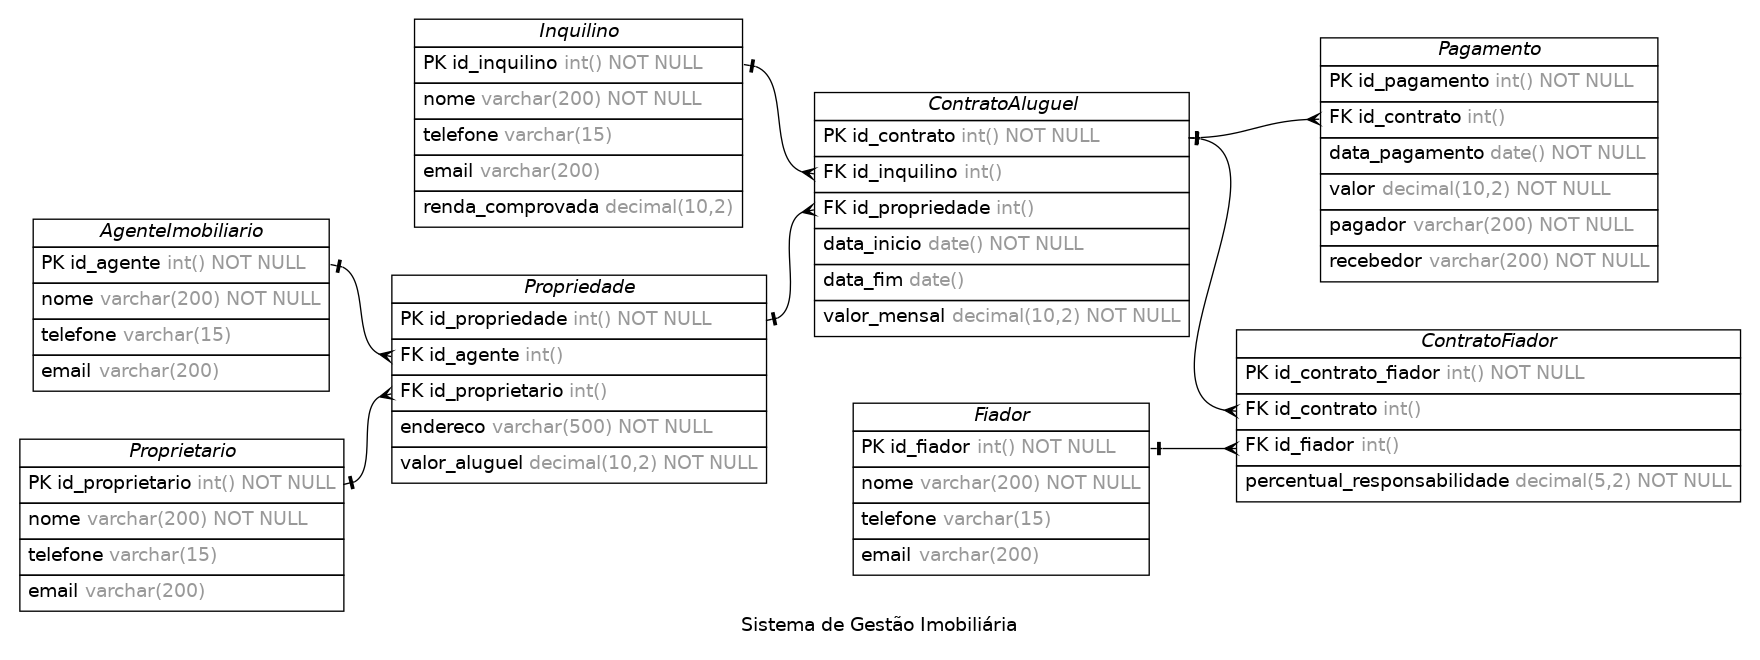 Inquilino
PK id_inquilino int() NOT NULL
nome varchar(200) NOT NULL
telefone varchar(15)
email varchar(200)
renda_comprovada decimal(10,2)
AgenteImobiliario
PK id_agente int() NOT NULL
nome varchar(200) NOT NULL
telefone varchar(15)
email varchar(200)
Proprietario
PK id_proprietario int() NOT NULL
nome varchar(200) NOT NULL
telefone varchar(15)
email varchar(200)
Propriedade
PK id_propriedade int() NOT NULL
FK id_agente int()
FK id_proprietario int()
endereco varchar(500) NOT NULL
valor_aluguel decimal(10,2) NOT NULL
ContratoAluguel
PK id_contrato int() NOT NULL
FK id_inquilino int()
FK id_propriedade int()
data_inicio date() NOT NULL
data_fim date()
valor_mensal decimal(10,2) NOT NULL
Pagamento
PK id_pagamento int() NOT NULL
FK id_contrato int()
data_pagamento date() NOT NULL
valor decimal(10,2) NOT NULL
pagador varchar(200) NOT NULL
recebedor varchar(200) NOT NULL
Fiador
PK id_fiador int() NOT NULL
nome varchar(200) NOT NULL
telefone varchar(15)
email varchar(200)
ContratoFiador
PK id_contrato_fiador int() NOT NULL
FK id_contrato int()
FK id_fiador int()
percentual_responsabilidade decimal(5,2) NOT NULL
Sistema de Gestão Imobiliária